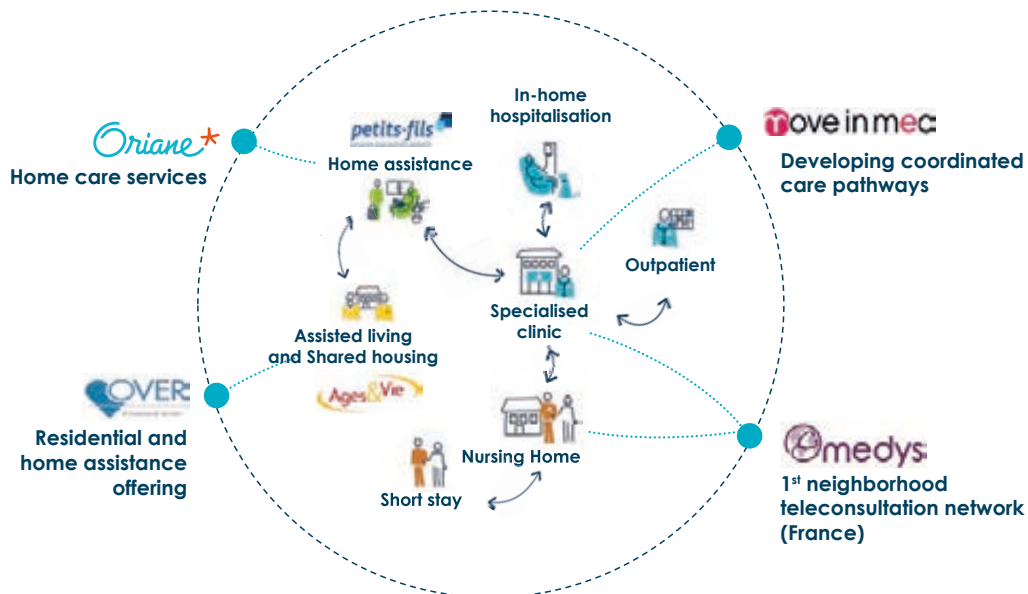 Oriane
Home care services
petits-fils
Home assistance
In-home
hospitalisation
move in med
Developing coordinated
care pathways
Outpatient
Specialised
clinic
Assisted living
and Shared housing
Ages&Vie
OVER
Residential and
home assistance
offering
Nursing Home
Short stay
Omedys
1st neighborhood
teleconsultation network
(France)